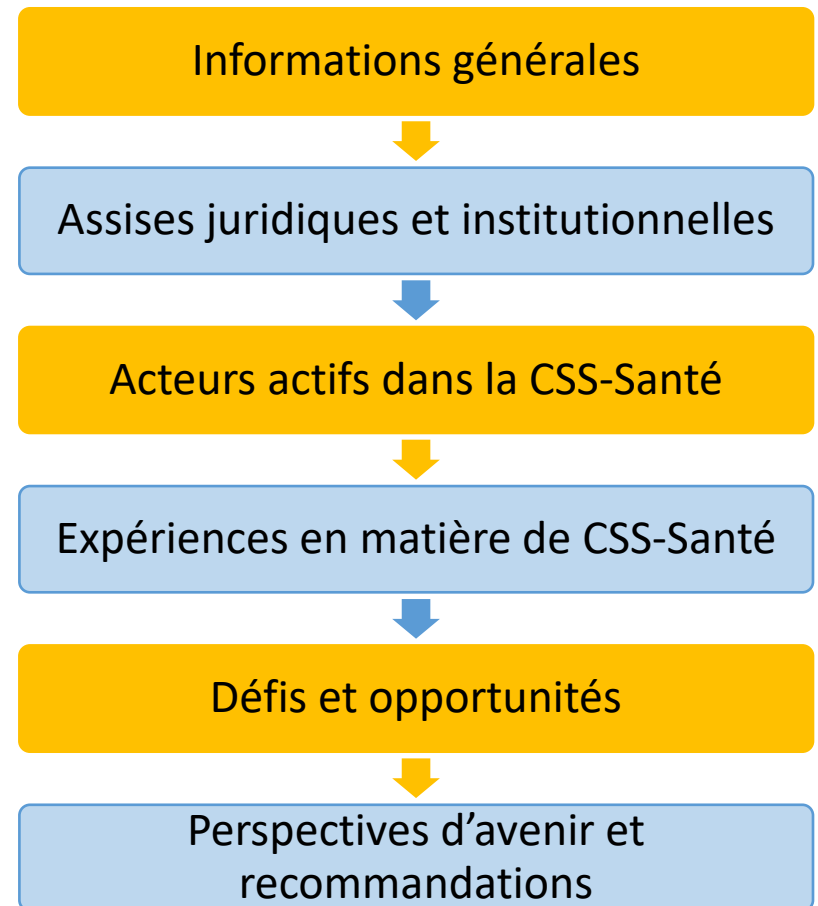 Informations générales
Assises juridiques et institutionnelles
Acteurs actifs dans la CSS-Santé
Expériences en matière de CSS-Santé
Défis et opportunités
Perspectives d’avenir et
recommandations